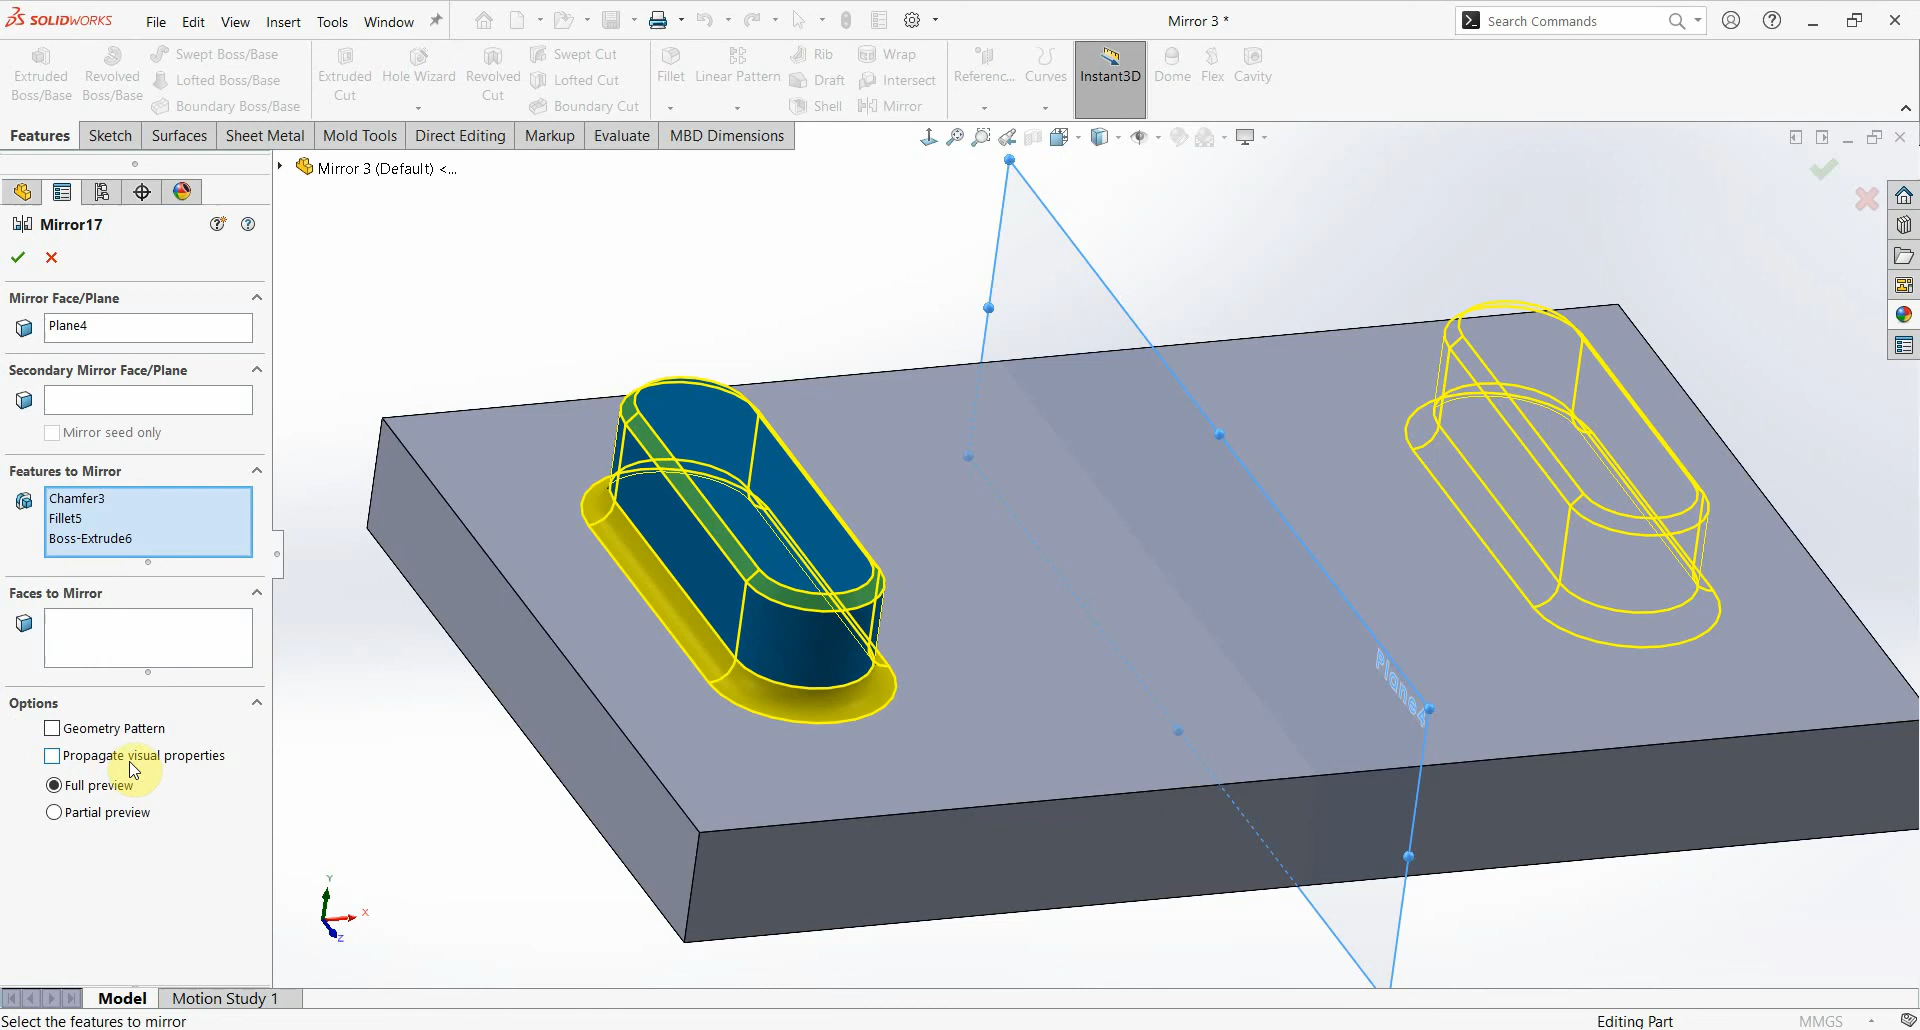 SOLIDWORKS File Edit View Insert Tools Window Mirror 3 * Search Commands
Extruded Boss/Base
Revolved Boss/Base
Swept Boss/Base
Lofted Boss/Base
Boundary Boss/Base
Extruded Cut
Hole Wizard
Revolved Cut
Swept Cut
Lofted Cut
Boundary Cut
Fillet
Linear Pattern
Rib
Draft
Shell
Wrap
Intersect
Mirror
Referenc...
Curves
Instant3D
Dome
Flex
Cavity
Features Sketch Surfaces Sheet Metal Mold Tools Direct Editing Markup Evaluate MBD Dimensions
Mirror 3 (Default) <...
Mirror17
Mirror Face/Plane
Plane4
Secondary Mirror Face/Plane
Mirror seed only
Features to Mirror
Chamfer3
Fillet5
Boss-Extrude6
Faces to Mirror
Options
Geometry Pattern
Propagate visual properties
Full preview
Partial preview
Plane4
Y
X
Z
Model Motion Study 1
Select the features to mirror Editing Part MMGS